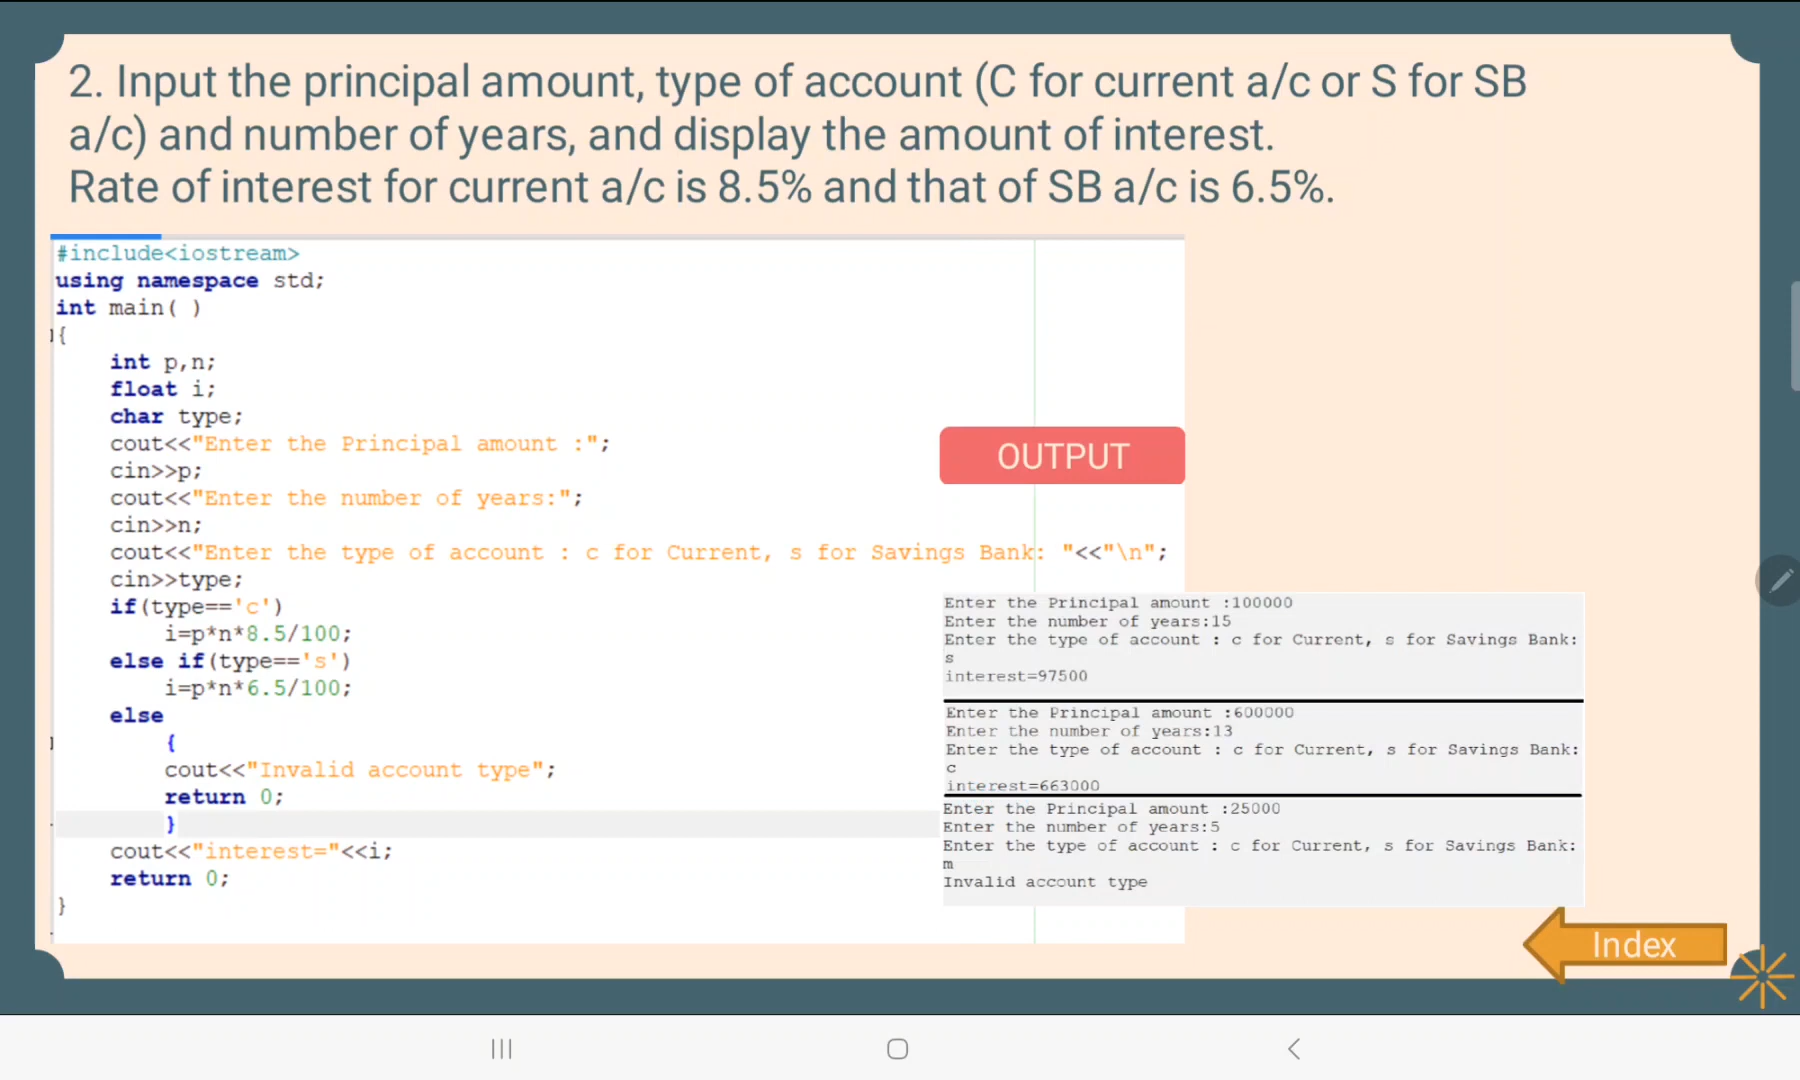 2. Input the principal amount, type of account (C for current a/c or S for SB
a/c) and number of years, and display the amount of interest.
Rate of interest for current a/c is 8.5% and that of SB a/c is 6.5%.
#include<iostream>
using namespace std;
int main( )
{
int p,n;
float i;
char type;
cout<<"Enter the Principal amount :";
cin>>p;
cout<<"Enter the number of years:";
cin>>n;
cout<<"Enter the type of account : c for Current, s for Savings Bank: "<<"\n";
cin>>type;
if(type=='c')
i=p*n*8.5/100;
else if(type=='s')
i=p*n*6.5/100;
else
{
cout<<"Invalid account type";
return 0;
}
cout<<"interest="<<i;
return 0;
}
OUTPUT
Enter the Principal amount :100000
Enter the number of years:15
Enter the type of account : c for Current, s for Savings Bank:
s
interest=97500
Enter the Principal amount :600000
Enter the number of years:13
Enter the type of account : c for Current, s for Savings Bank:
c
interest=663000
Enter the Principal amount :25000
Enter the number of years:5
Enter the type of account : c for Current, s for Savings Bank:
m
Invalid account type
Index